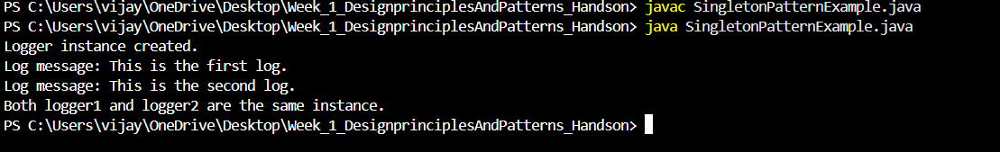 PS C:\Users\vijay\OneDrive\Desktop\Week_1_DesignprinciplesAndPatterns_Handson> javac SingletonPatternExample.java
PS C:\Users\vijay\OneDrive\Desktop\Week_1_DesignprinciplesAndPatterns_Handson> java SingletonPatternExample.java
Logger instance created.
Log message: This is the first log.
Log message: This is the second log.
Both logger1 and logger2 are the same instance.
PS C:\Users\vijay\OneDrive\Desktop\Week_1_DesignprinciplesAndPatterns_Handson>